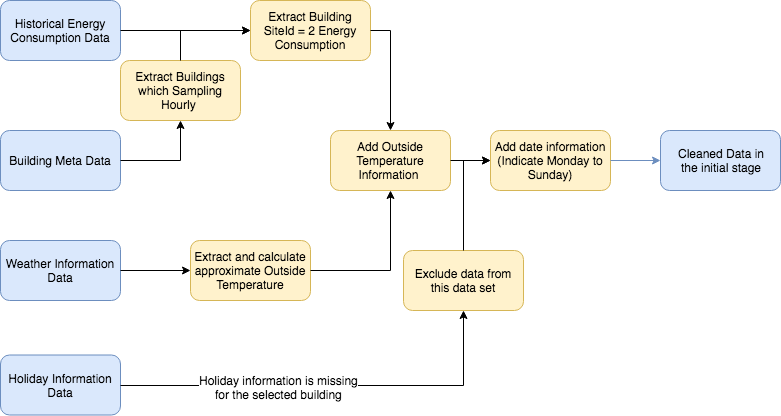 Historical Energy
Consumption Data
Extract Building
SiteId = 2 Energy
Consumption
Extract Buildings
which Sampling
Hourly
Building Meta Data
Add Outside
Temperature
Information
Add date information
(Indicate Monday to
Sunday)
Cleaned Data in
the initial stage
Weather Information
Data
Extract and calculate
approximate Outside
Temperature
Exclude data from
this data set
Holiday Information
Data
Holiday information is missing
for the selected building